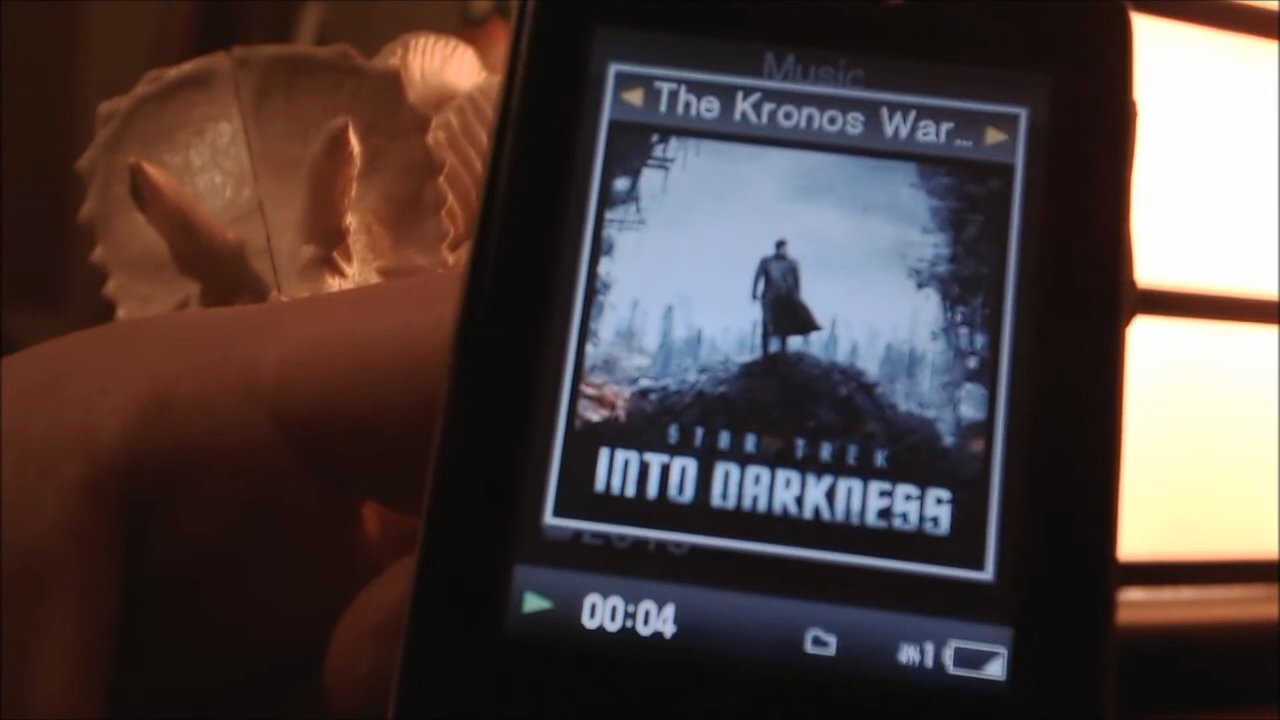 Music
The Kronos War...
STAR TREK
INTO DARKNESS
00:04